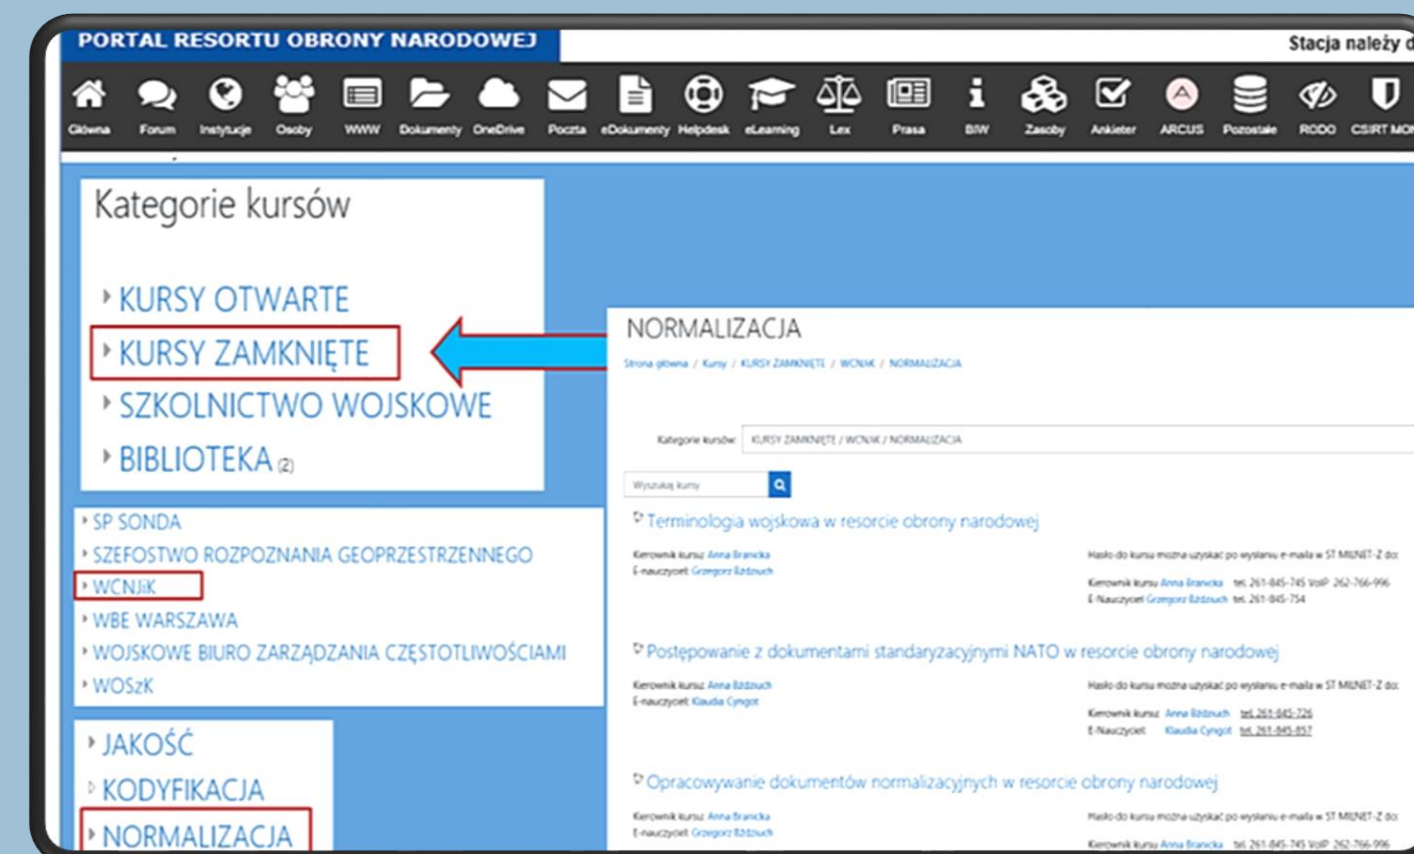 PORTAL RESORTU OBRONY NARODOWEJ
Stacja należy d
Główna Forum Instytucje Osoby WWW Dokumenty OneDrive Poczta eDokumenty Helpdesk eLearning Lex Prasa BIW Zasoby Ankieter ARCUS Pozostałe RODO CSIRT MON
Kategorie kursów
KURSY OTWARTE
KURSY ZAMKNIĘTE
SZKOLNICTWO WOJSKOWE
BIBLIOTEKA (2)
SP SONDA
SZEFOSTWO ROZPOZNANIA GEOPRZESTRZENNEGO
WCNJiK
WBE WARSZAWA
WOJSKOWE BIURO ZARZĄDZANIA CZĘSTOTLIWOŚCIAMI
WOSzK
JAKOŚĆ
KODYFIKACJA
NORMALIZACJA
NORMALIZACJA
Strona główna / Kursy / KURSY ZAMKNIĘTE / WCNJiK / NORMALIZACJA
Kategorie kursów: KURSY ZAMKNIĘTE / WCNJiK / NORMALIZACJA
Wyszukaj kursy
Terminologia wojskowa w resorcie obrony narodowej
Kierownik kursu: Anna Branicka
E-nauczyciel: Grzegorz Bździuch
Hasło do kursu można uzyskać po wysłaniu e-maila w ST MILNET-Z do:
Kierownik kursu Anna Branicka tel. 261-845-745 VoIP 262-766-996
E-Nauczyciel Grzegorz Bździuch tel. 261-845-754
Postępowanie z dokumentami standaryzacyjnymi NATO w resorcie obrony narodowej
Kierownik kursu: Anna Bździuch
E-nauczyciel: Klaudia Cyngot
Hasło do kursu można uzyskać po wysłaniu e-maila w ST MILNET-Z do:
Kierownik kursu: Anna Bździuch tel. 261-845-726
E-Nauczyciel: Klaudia Cyngot tel. 261-845-857
Opracowywanie dokumentów normalizacyjnych w resorcie obrony narodowej
Kierownik kursu: Anna Branicka
E-nauczyciel: Grzegorz Bździuch
Hasło do kursu można uzyskać po wysłaniu e-maila w ST MILNET-Z do:
Kierownik kursu Anna Branicka tel. 261-845-745 VoIP 262-766-996